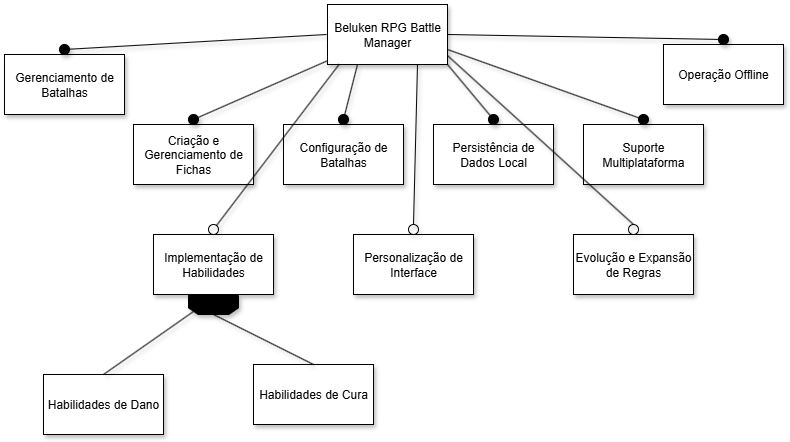 Beluken RPG Battle
Manager
Gerenciamento de
Batalhas
Operação Offline
Criação e
Gerenciamento de
Fichas
Configuração de
Batalhas
Persistência de
Dados Local
Suporte
Multiplataforma
Implementação de
Habilidades
Personalização de
Interface
Evolução e Expansão
de Regras
Habilidades de Dano
Habilidades de Cura